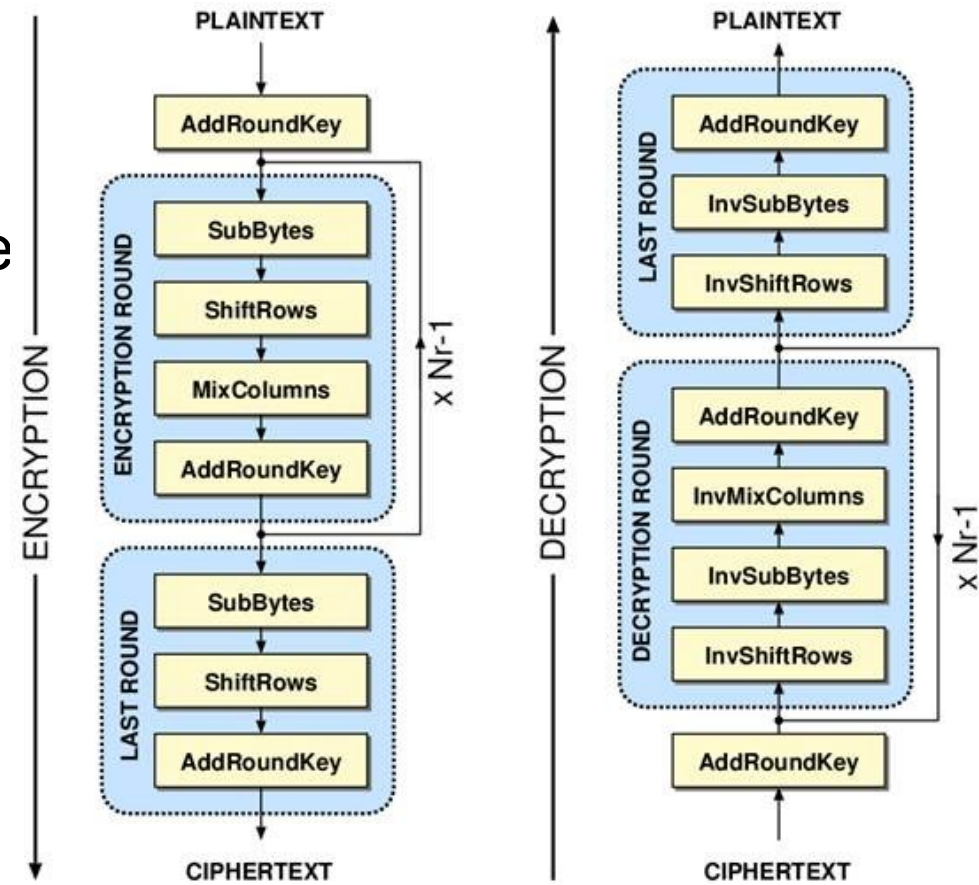 PLAINTEXT
AddRoundKey
ENCRYPTION ROUND
SubBytes
ShiftRows
MixColumns
AddRoundKey
x Nr-1
LAST ROUND
SubBytes
ShiftRows
AddRoundKey
CIPHERTEXT
ENCRYPTION
e
PLAINTEXT
LAST ROUND
AddRoundKey
InvSubBytes
InvShiftRows
DECRYPTION ROUND
AddRoundKey
InvMixColumns
InvSubBytes
InvShiftRows
x Nr-1
AddRoundKey
CIPHERTEXT
DECRYPTION